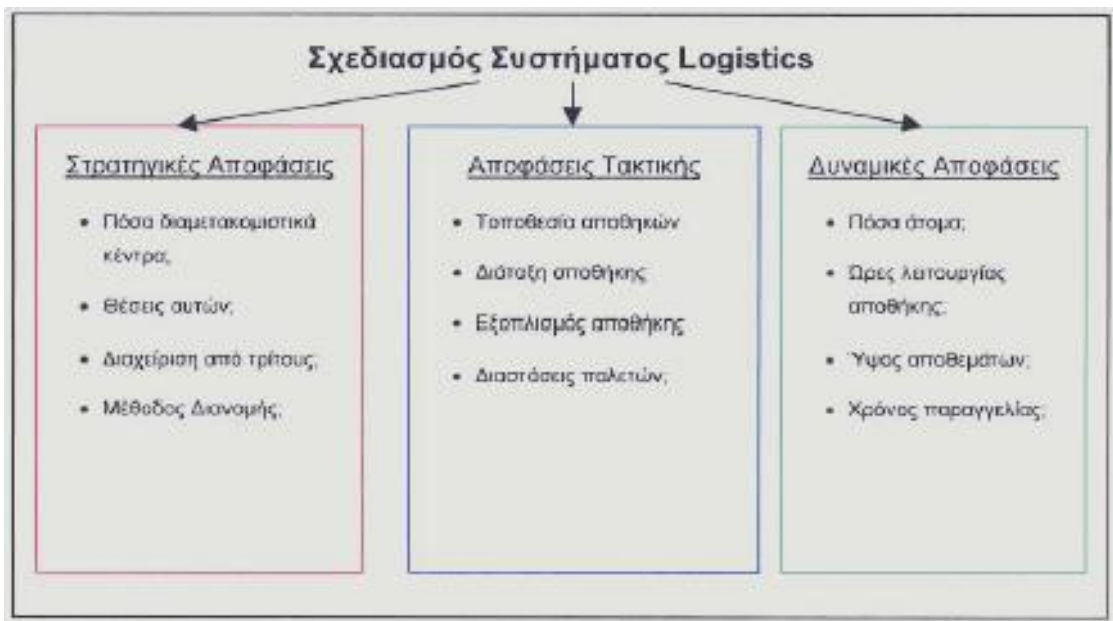 Σχεδιασμός Συστήματος Logistics
Στρατηγικές Αποφάσεις
• Πόσα διαμετακομιστικά
κέντρα;
• Θέσεις αυτών;
• Διαχείριση από τρίτους;
• Μέθοδος Διανομής;
Αποφάσεις Τακτικής
• Τοποθεσία αποθηκών
• Διάταξη αποθήκης
• Εξοπλισμός αποθήκης
• Διαστάσεις παλετών;
Δυναμικές Αποφάσεις
• Πόσα άτομα;
• Ώρες λειτουργίας
αποθήκης;
• Ύψος αποθεμάτων;
• Χρόνος παραγγελίας;